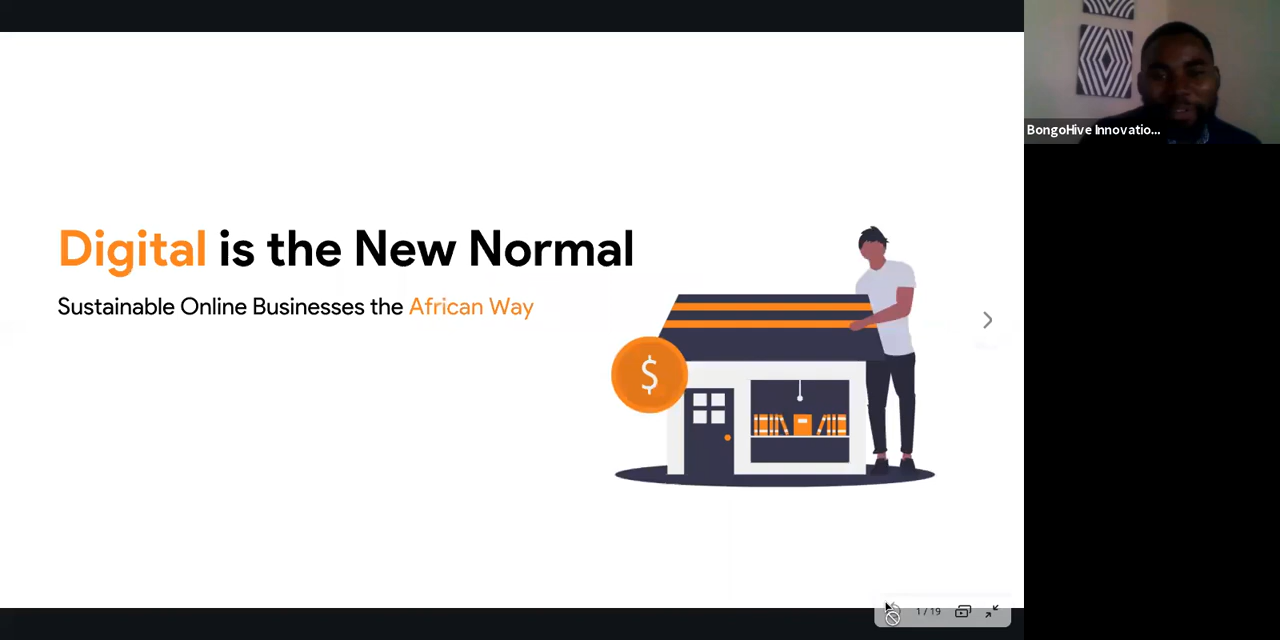 Digital is the New Normal
Sustainable Online Businesses the African Way
$
BongoHive Innovatio...
1 / 19